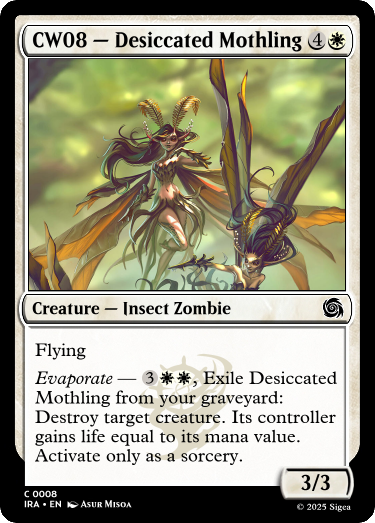 CW08 — Desiccated Mothling 4
Creature — Insect Zombie
Flying
Evaporate — 3, Exile Desiccated
Mothling from your graveyard:
Destroy target creature. Its controller
gains life equal to its mana value.
Activate only as a sorcery.
3/3
C 0008
IRA • EN Asur Misoa
© 2025 Sigea